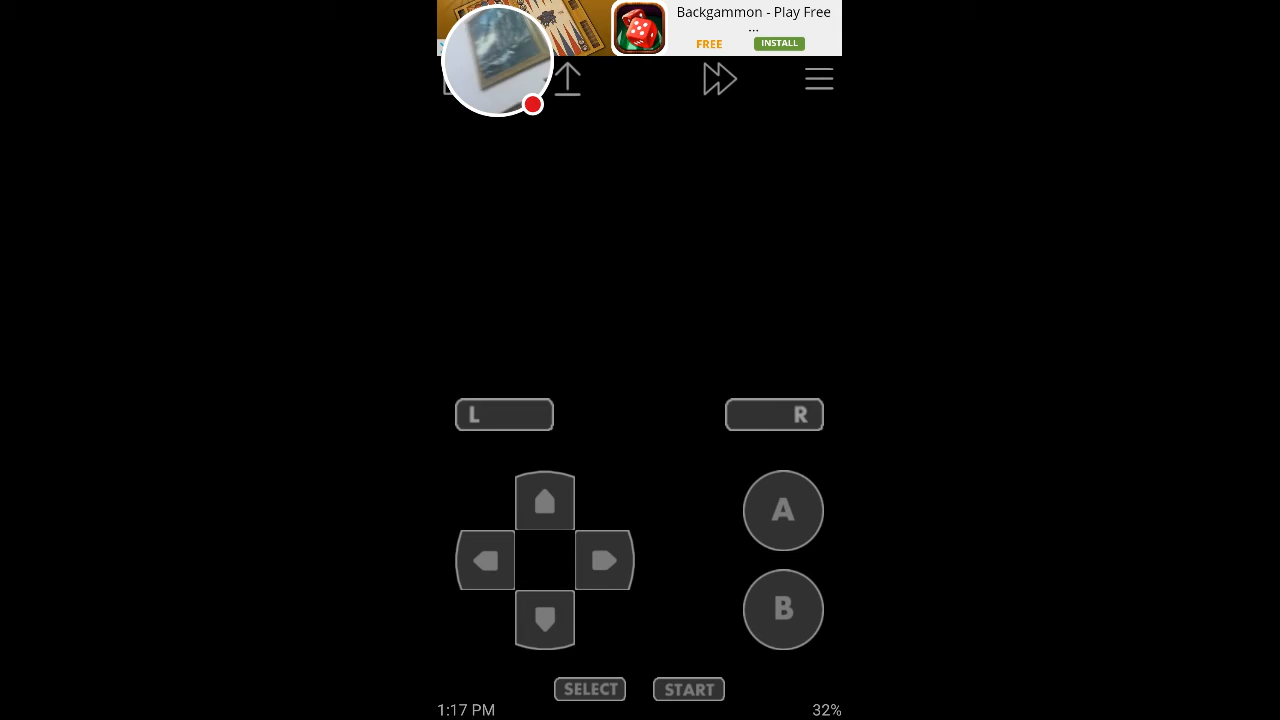 Backgammon - Play Free
...
FREE
INSTALL
L
R
A
B
SELECT
START
1:17 PM
32%